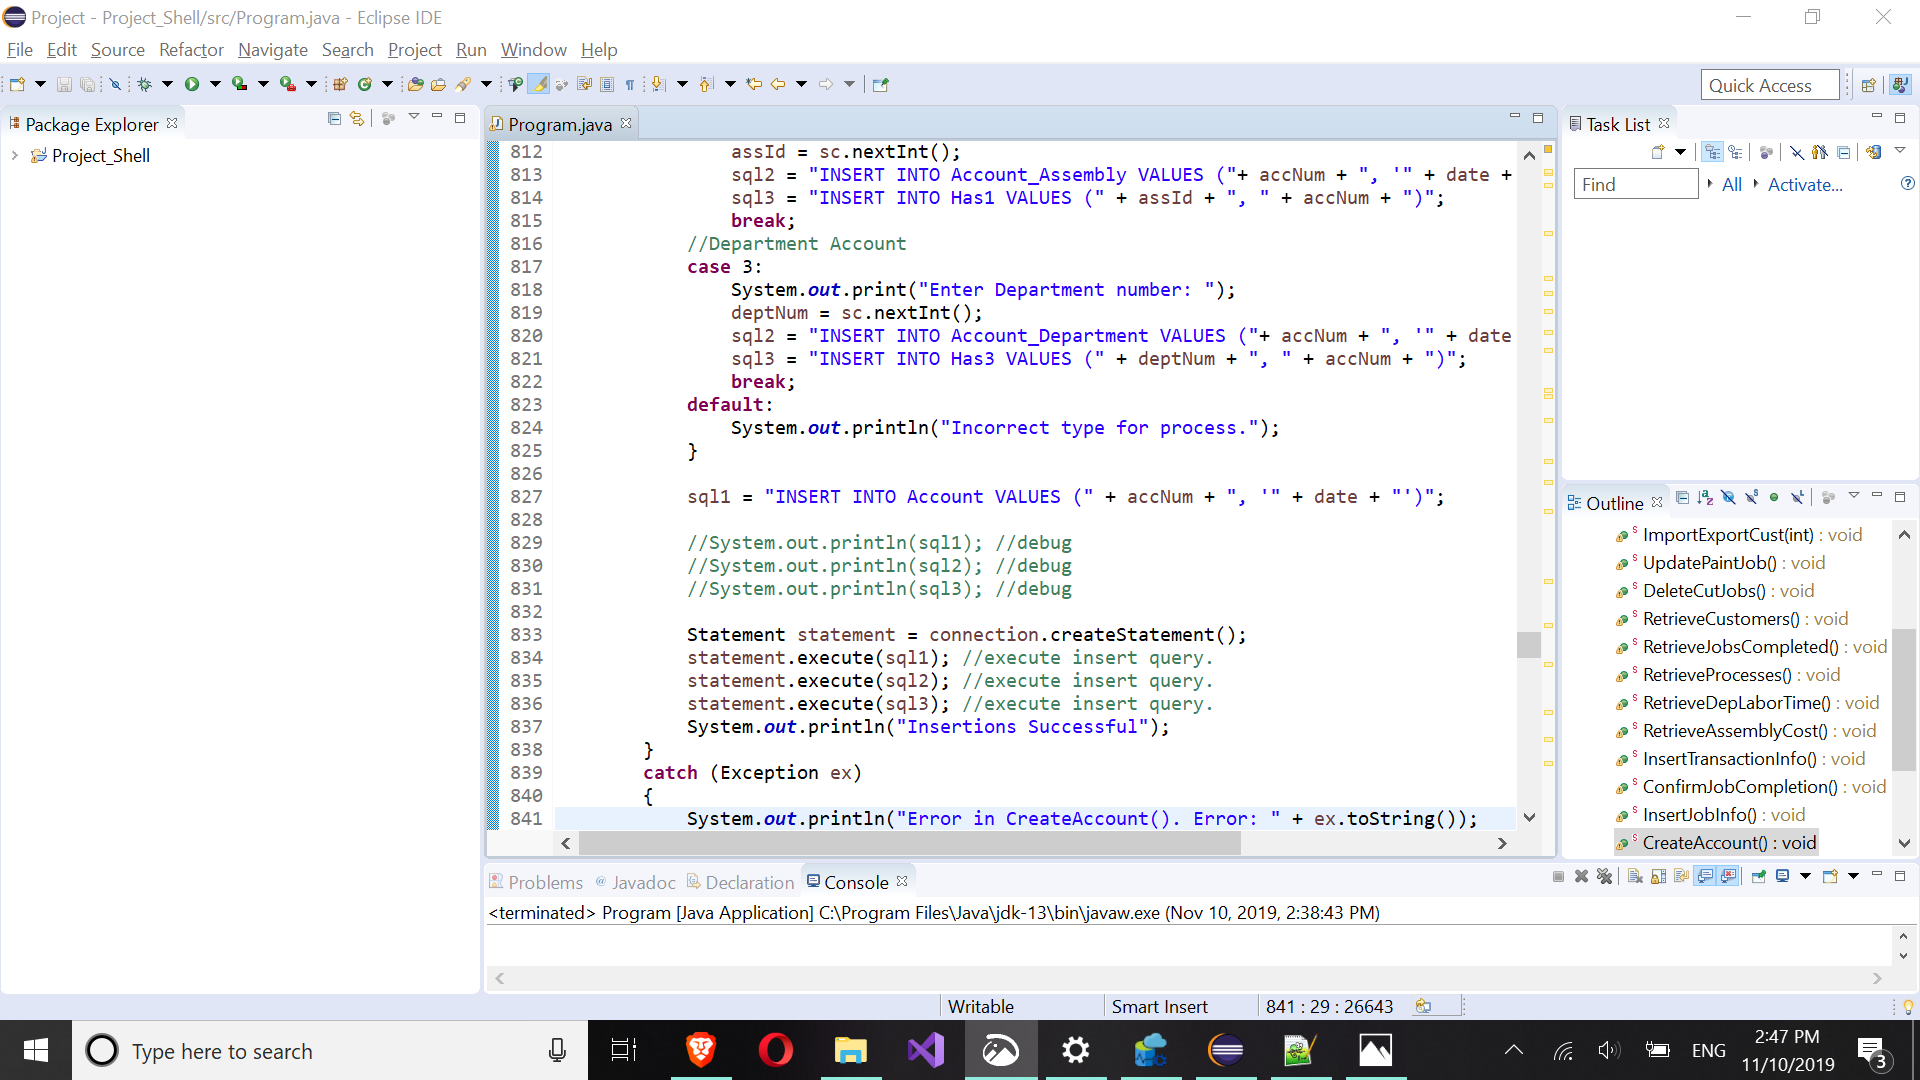 Project - Project_Shell/src/Program.java - Eclipse IDE
File Edit Source Refactor Navigate Search Project Run Window Help
Quick Access
Package Explorer
Project_Shell
Program.java
812 assId = sc.nextInt();
813 sql2 = "INSERT INTO Account_Assembly VALUES ("+ accNum + ", '" + date +
814 sql3 = "INSERT INTO Has1 VALUES (" + assId + ", " + accNum + ")";
815 break;
816 //Department Account
817 case 3:
818 System.out.print("Enter Department number: ");
819 deptNum = sc.nextInt();
820 sql2 = "INSERT INTO Account_Department VALUES ("+ accNum + ", '" + date
821 sql3 = "INSERT INTO Has3 VALUES (" + deptNum + ", " + accNum + ")";
822 break;
823 default:
824 System.out.println("Incorrect type for process.");
825 }
826
827 sql1 = "INSERT INTO Account VALUES (" + accNum + ", '" + date + "')";
828
829 //System.out.println(sql1); //debug
830 //System.out.println(sql2); //debug
831 //System.out.println(sql3); //debug
832
833 Statement statement = connection.createStatement();
834 statement.execute(sql1); //execute insert query.
835 statement.execute(sql2); //execute insert query.
836 statement.execute(sql3); //execute insert query.
837 System.out.println("Insertions Successful");
838 }
839 catch (Exception ex)
840 {
841 System.out.println("Error in CreateAccount(). Error: " + ex.toString());
Task List
Find All Activate...
Outline
ImportExportCust(int) : void
UpdatePaintJob() : void
DeleteCutJobs() : void
RetrieveCustomers() : void
RetrieveJobsCompleted() : void
RetrieveProcesses() : void
RetrieveDepLaborTime() : void
RetrieveAssemblyCost() : void
InsertTransactionInfo() : void
ConfirmJobCompletion() : void
InsertJobInfo() : void
CreateAccount() : void
Problems @ Javadoc Declaration Console
<terminated> Program [Java Application] C:\Program Files\Java\jdk-13\bin\javaw.exe (Nov 10, 2019, 2:38:43 PM)
Writable Smart Insert 841 : 29 : 26643
Type here to search
ENG
2:47 PM
11/10/2019
3